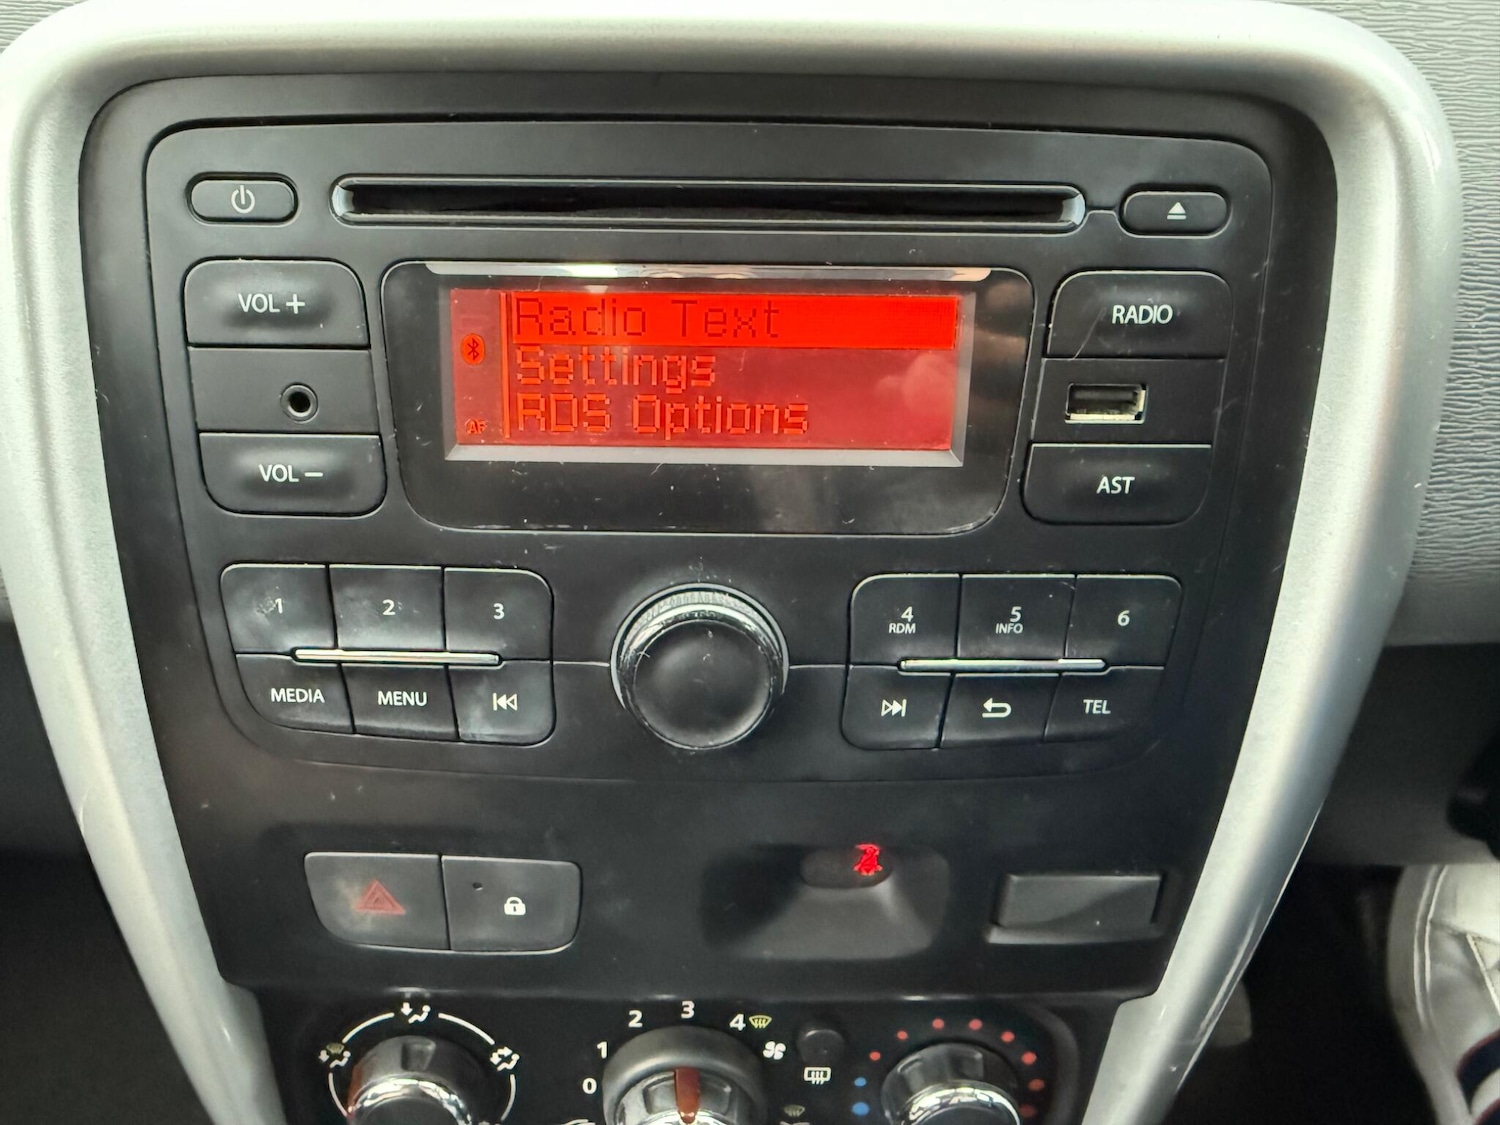 VOL +
Radio Text
RADIO
Settings
RDS Options
AF
VOL –
AST
1 2 3
4 5 6
RDM INFO
MEDIA MENU
TEL
3
2 4
1
0